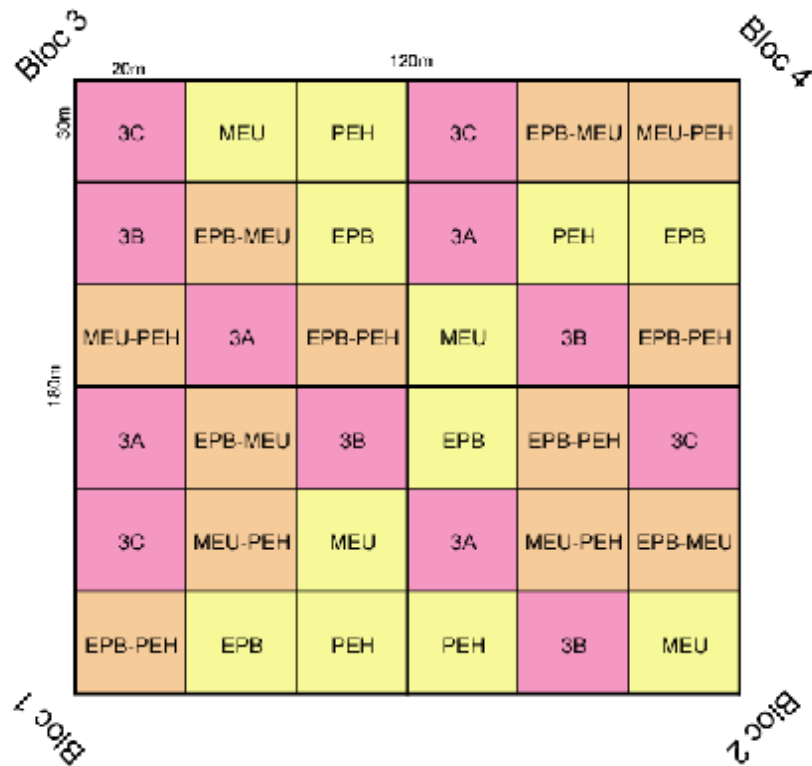 Bloc 3
Bloc 4
20m
120m
30m
3C MEU PEH 3C EPB-MEU MEU-PEH
3B EPB-MEU EPB 3A PEH EPB
MEU-PEH 3A EPB-PEH MEU 3B EPB-PEH
180m
3A EPB-MEU 3B EPB EPB-PEH 3C
3C MEU-PEH MEU 3A MEU-PEH EPB-MEU
EPB-PEH EPB PEH PEH 3B MEU
Bloc 1
Bloc 2